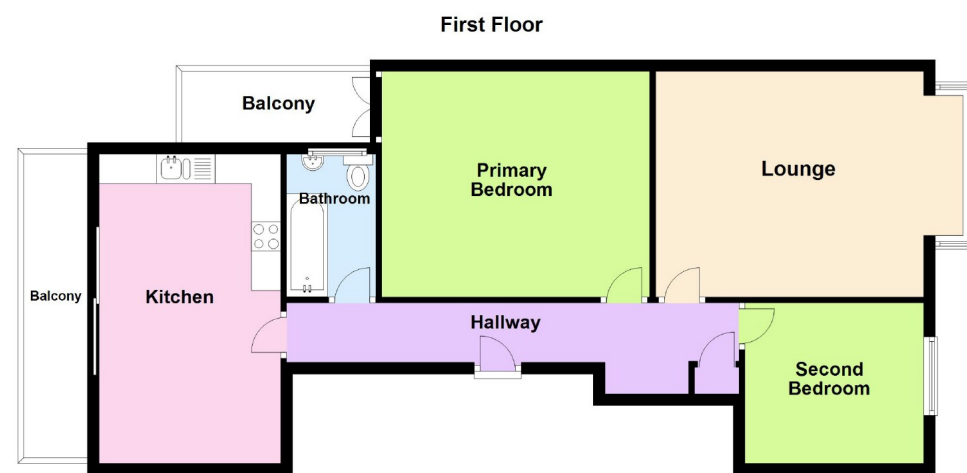 First Floor
Balcony
Primary
Bedroom
Lounge
Bathroom
Balcony
Kitchen
Hallway
Second
Bedroom